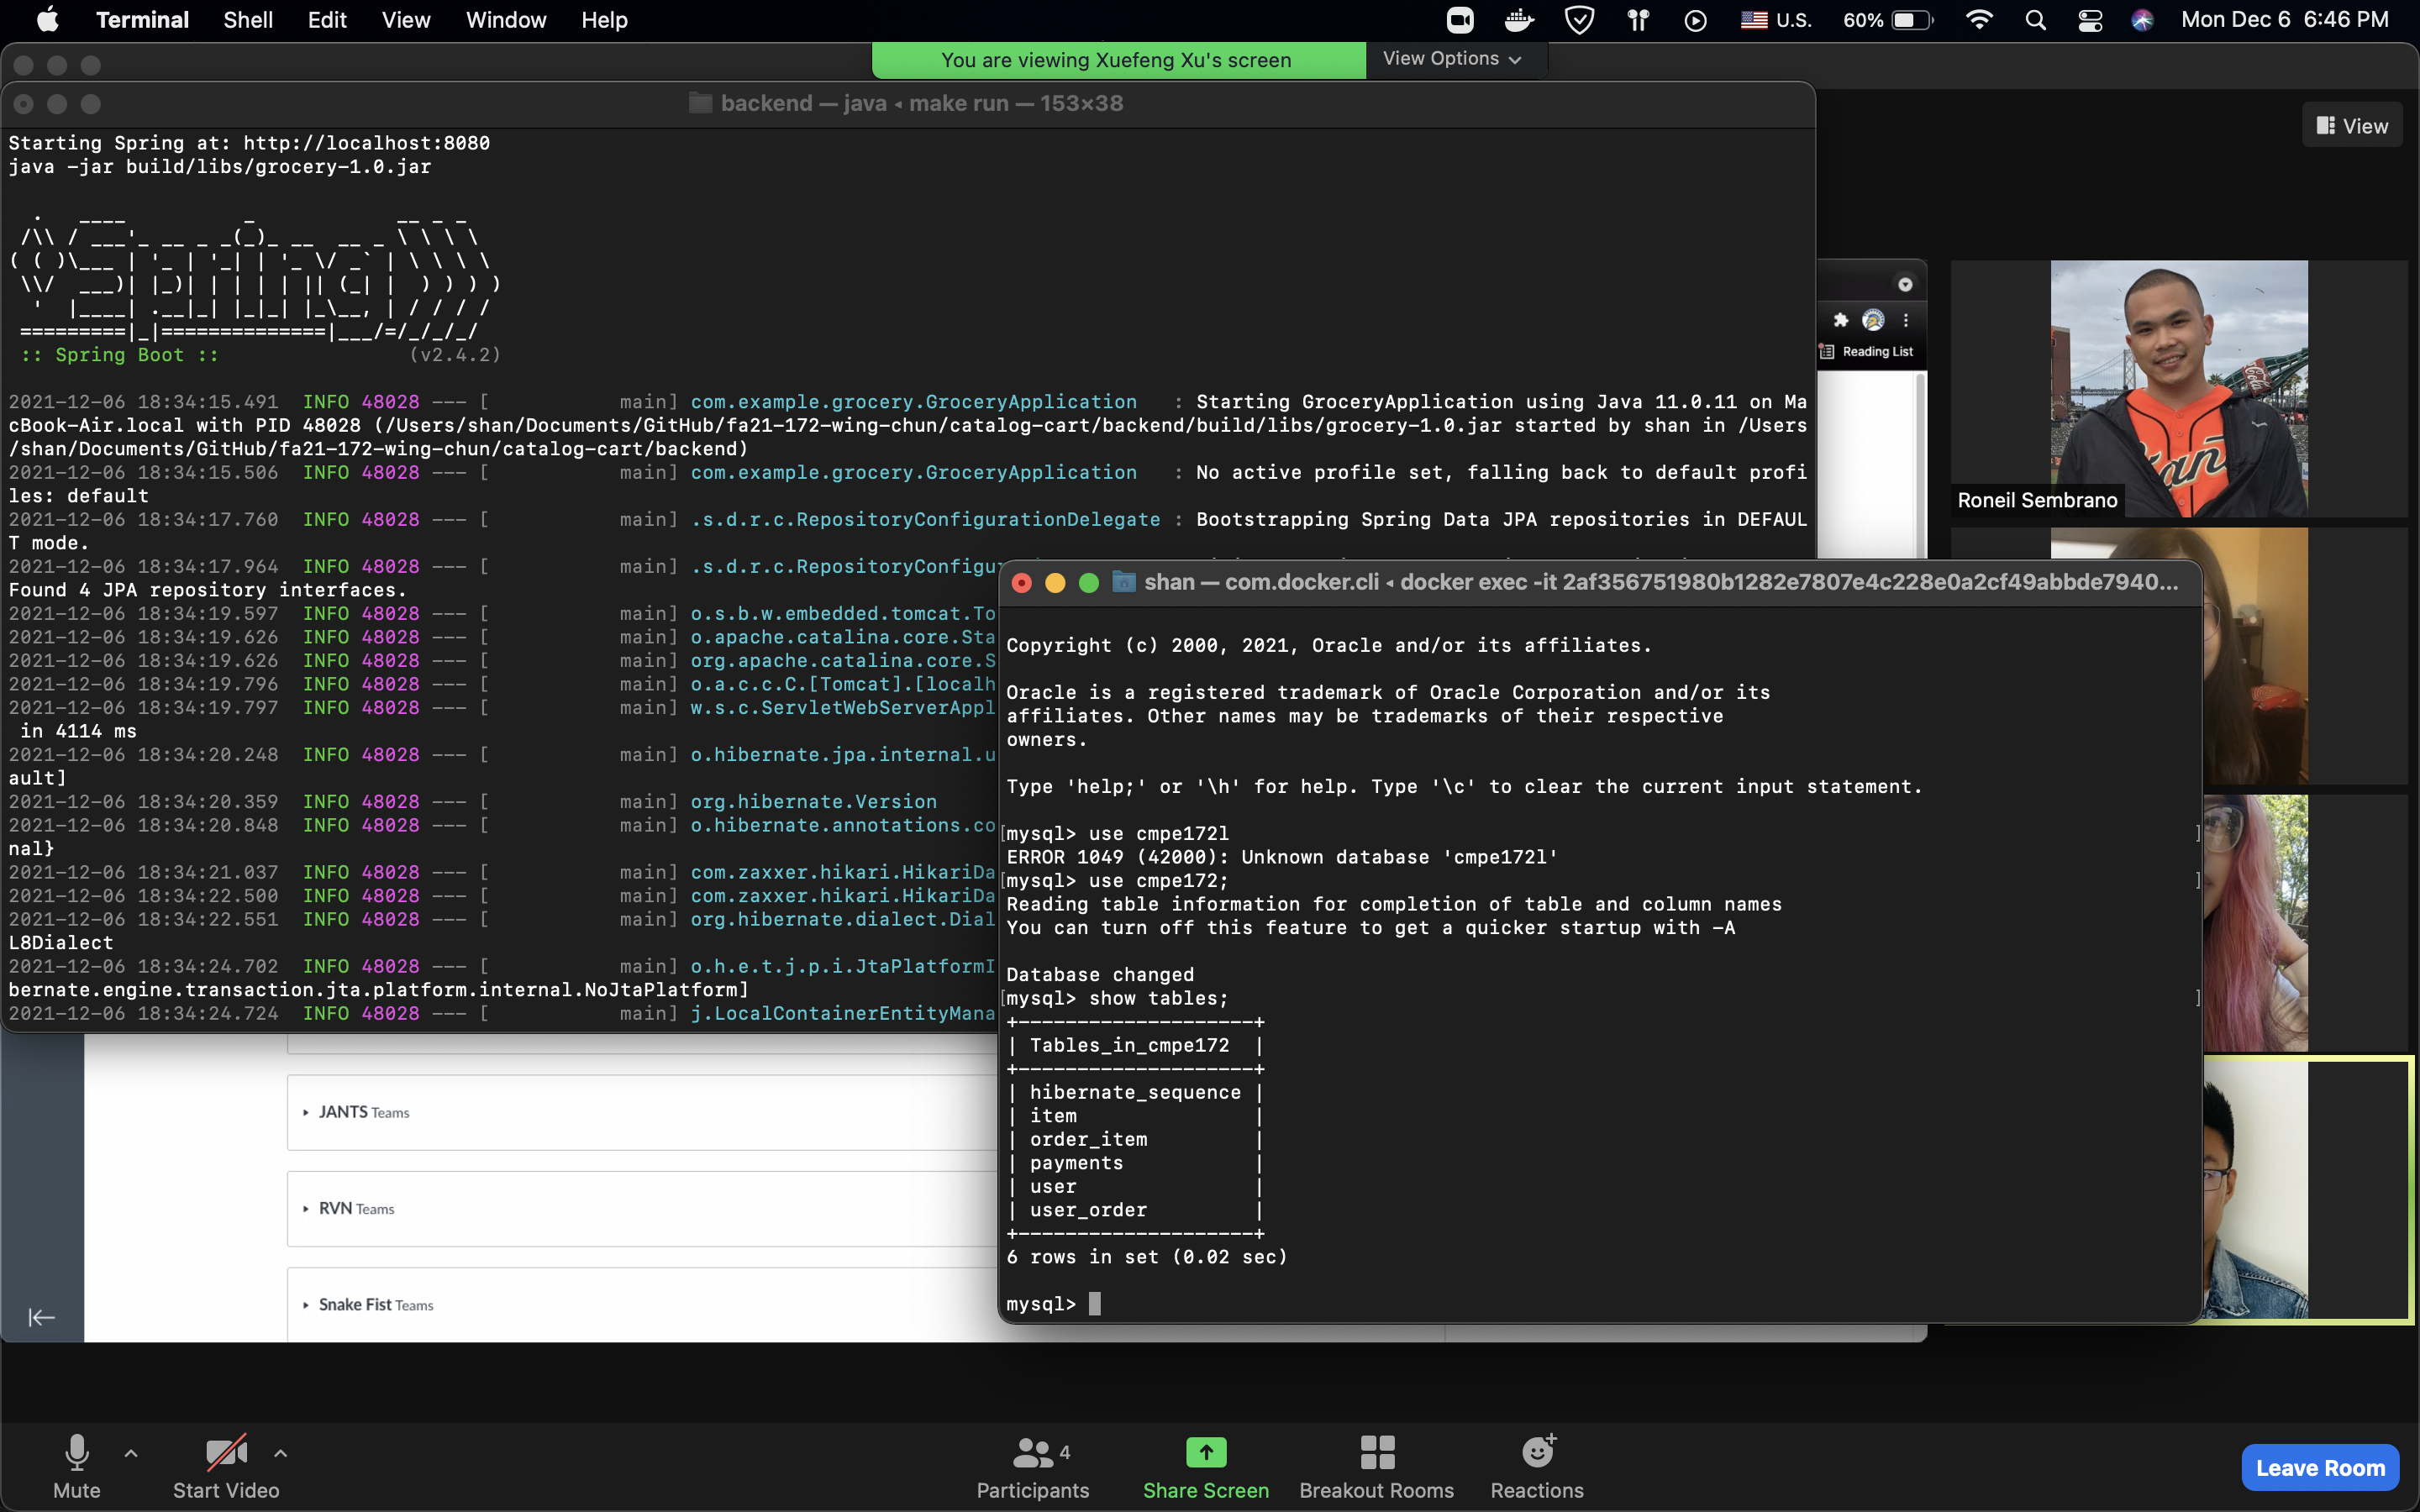 Terminal Shell Edit View Window Help U.S. 60% Mon Dec 6 6:46 PM
You are viewing Xuefeng Xu's screen View Options
backend — java ◂ make run — 153×38
View
Starting Spring at: http://localhost:8080
java -jar build/libs/grocery-1.0.jar
  .   ____          _            __ _ _
 /\\ / ___'_ __ _ _(_)_ __  __ _ \ \ \ \
( ( )\___ | '_ | '_| | '_ \/ _` | \ \ \ \
 \\/  ___)| |_)| | | | | || (_| |  ) ) ) )
  '  |____| .__|_| |_|_| |_\__, | / / / /
 =========|_|==============|___/=/_/_/_/
 :: Spring Boot ::                (v2.4.2)
2021-12-06 18:34:15.491  INFO 48028 --- [           main] com.example.grocery.GroceryApplication   : Starting GroceryApplication using Java 11.0.11 on Ma
cBook-Air.local with PID 48028 (/Users/shan/Documents/GitHub/fa21-172-wing-chun/catalog-cart/backend/build/libs/grocery-1.0.jar started by shan in /Users
/shan/Documents/GitHub/fa21-172-wing-chun/catalog-cart/backend)
2021-12-06 18:34:15.506  INFO 48028 --- [           main] com.example.grocery.GroceryApplication   : No active profile set, falling back to default profi
les: default
2021-12-06 18:34:17.760  INFO 48028 --- [           main] .s.d.r.c.RepositoryConfigurationDelegate : Bootstrapping Spring Data JPA repositories in DEFAUL
T mode.
2021-12-06 18:34:17.964  INFO 48028 --- [           main] .s.d.r.c.RepositoryConfigur
Found 4 JPA repository interfaces.
2021-12-06 18:34:19.597  INFO 48028 --- [           main] o.s.b.w.embedded.tomcat.To
2021-12-06 18:34:19.626  INFO 48028 --- [           main] o.apache.catalina.core.Sta
2021-12-06 18:34:19.626  INFO 48028 --- [           main] org.apache.catalina.core.S
2021-12-06 18:34:19.796  INFO 48028 --- [           main] o.a.c.c.C.[Tomcat].[localh
2021-12-06 18:34:19.797  INFO 48028 --- [           main] w.s.c.ServletWebServerAppl
 in 4114 ms
2021-12-06 18:34:20.248  INFO 48028 --- [           main] o.hibernate.jpa.internal.u
ault]
2021-12-06 18:34:20.359  INFO 48028 --- [           main] org.hibernate.Version
2021-12-06 18:34:20.848  INFO 48028 --- [           main] o.hibernate.annotations.co
nal}
2021-12-06 18:34:21.037  INFO 48028 --- [           main] com.zaxxer.hikari.HikariDa
2021-12-06 18:34:22.500  INFO 48028 --- [           main] com.zaxxer.hikari.HikariDa
2021-12-06 18:34:22.551  INFO 48028 --- [           main] org.hibernate.dialect.Dial
L8Dialect
2021-12-06 18:34:24.702  INFO 48028 --- [           main] o.h.e.t.j.p.i.JtaPlatformI
bernate.engine.transaction.jta.platform.internal.NoJtaPlatform]
2021-12-06 18:34:24.724  INFO 48028 --- [           main] j.LocalContainerEntityMana
Reading List
Roneil Sembrano
shan — com.docker.cli ◂ docker exec -it 2af356751980b1282e7807e4c228e0a2cf49abbde7940...
Copyright (c) 2000, 2021, Oracle and/or its affiliates.
Oracle is a registered trademark of Oracle Corporation and/or its
affiliates. Other names may be trademarks of their respective
owners.
Type 'help;' or '\h' for help. Type '\c' to clear the current input statement.
[mysql> use cmpe172l ]
ERROR 1049 (42000): Unknown database 'cmpe172l'
[mysql> use cmpe172; ]
Reading table information for completion of table and column names
You can turn off this feature to get a quicker startup with -A
Database changed
[mysql> show tables; ]
+--------------------+
| Tables_in_cmpe172  |
+--------------------+
| hibernate_sequence |
| item               |
| order_item         |
| payments           |
| user               |
| user_order         |
+--------------------+
6 rows in set (0.02 sec)
mysql>
JANTS Teams
RVN Teams
Snake Fist Teams
Mute
Start Video
4
Participants
Share Screen
Breakout Rooms
Reactions
Leave Room